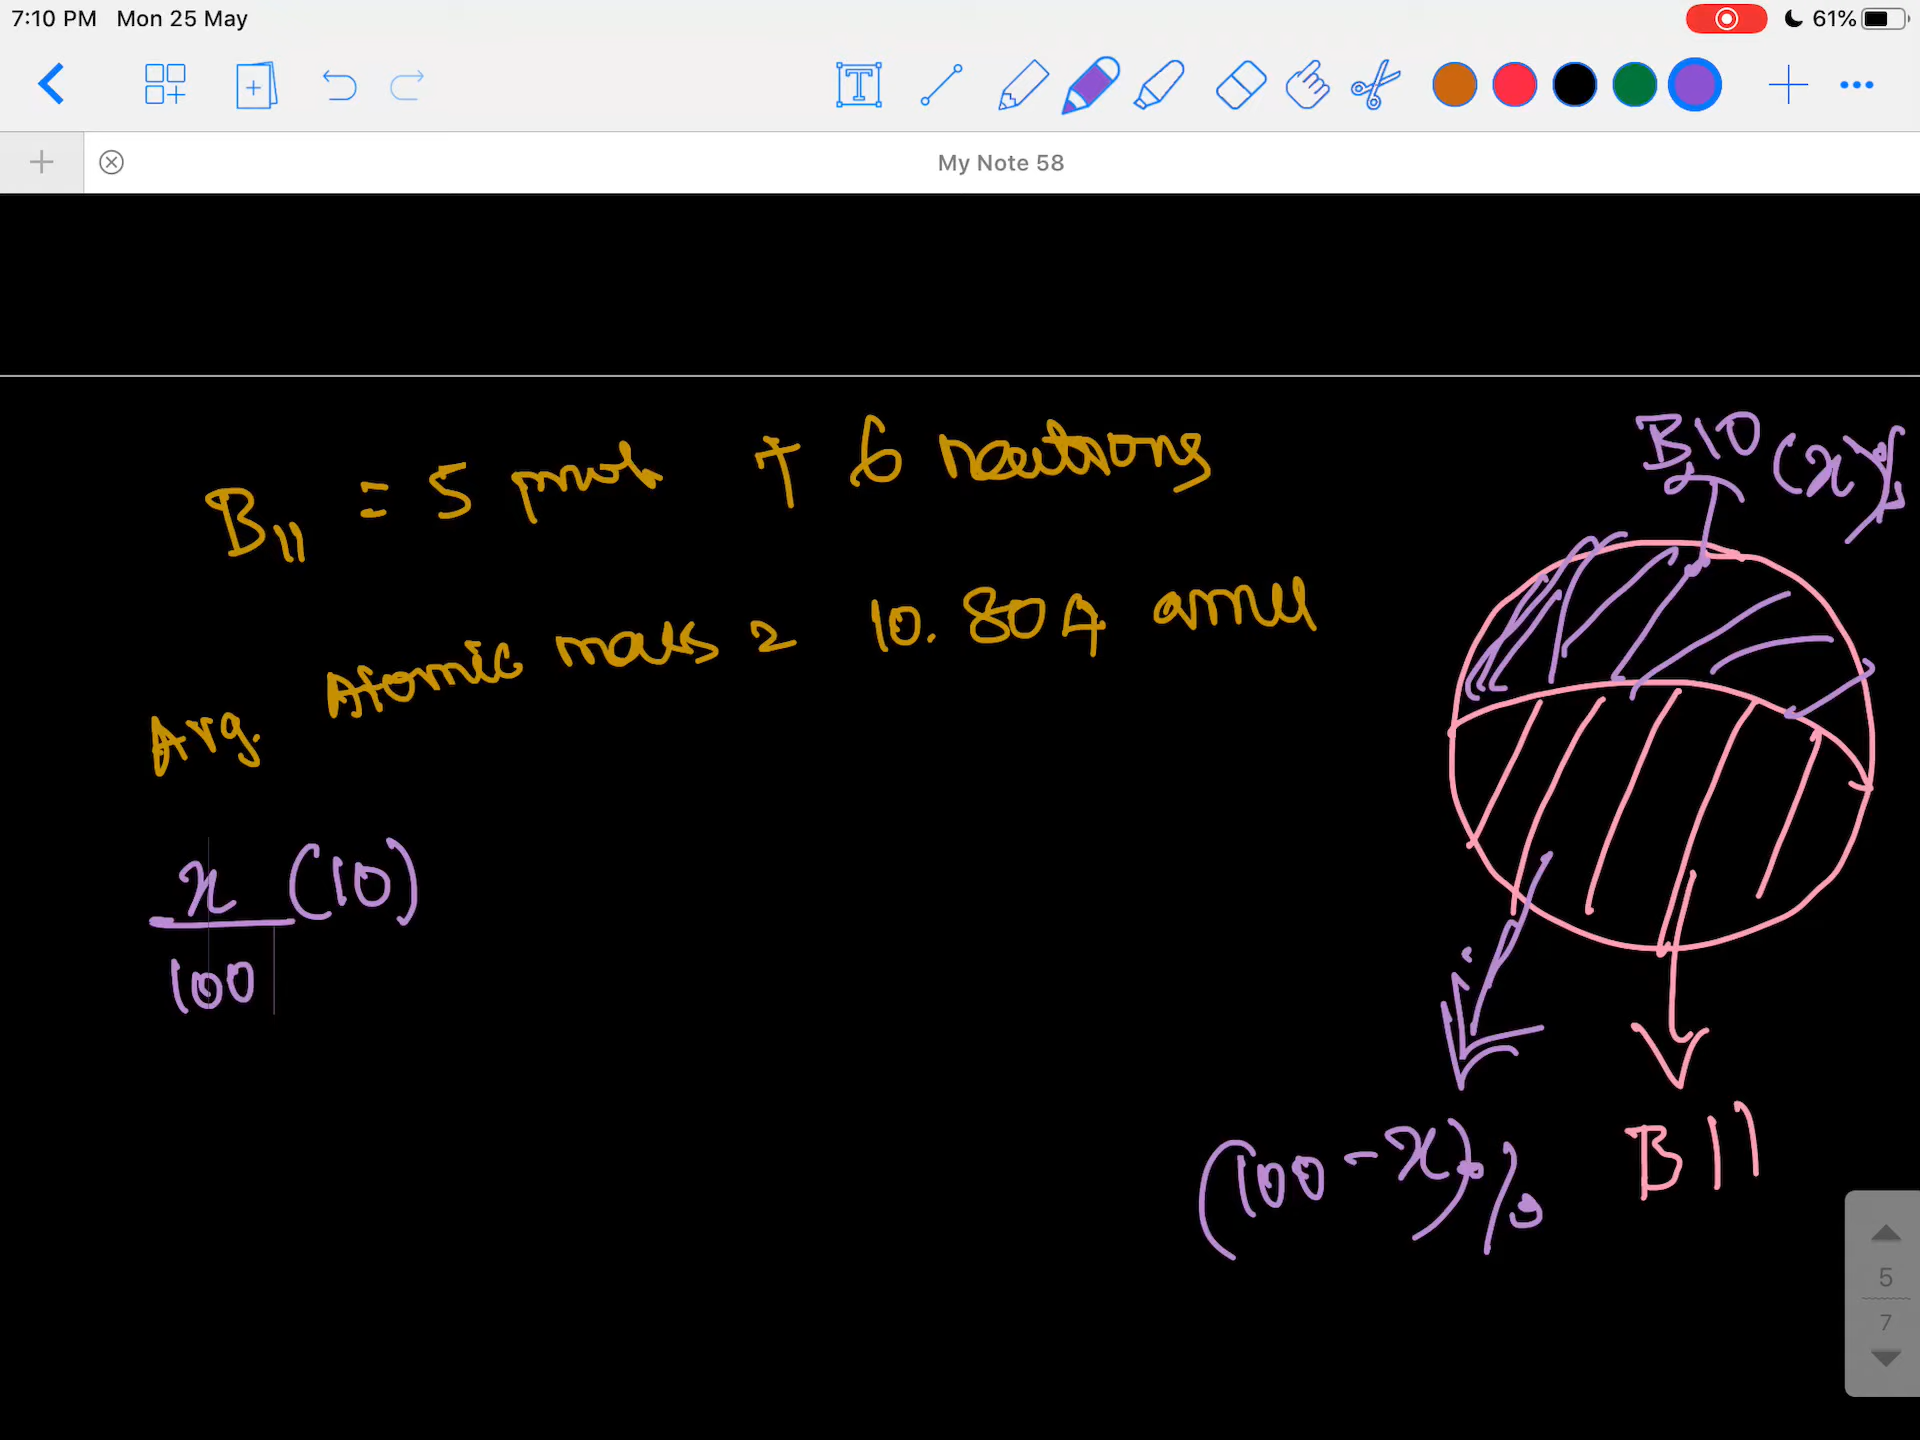 7:10 PM Mon 25 May
61%
T
My Note 58
B11 = 5 prot + 6 neutrons
B10 (x)%
Avg. Atomic mass = 10.804 amu
x (10)
100
(100 - x)%
B11
5
7